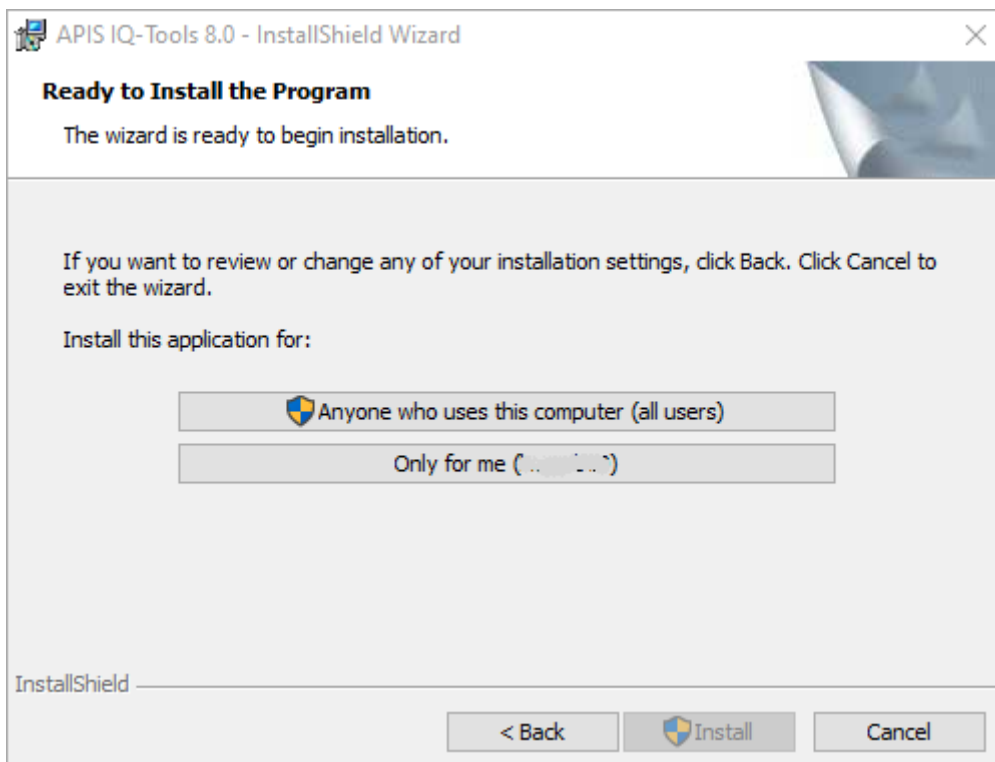 APIS IQ-Tools 8.0 - InstallShield Wizard
Ready to Install the Program
The wizard is ready to begin installation.
If you want to review or change any of your installation settings, click Back. Click Cancel to
exit the wizard.
Install this application for:
Anyone who uses this computer (all users)
Only for me (
)
InstallShield
< Back
Install
Cancel